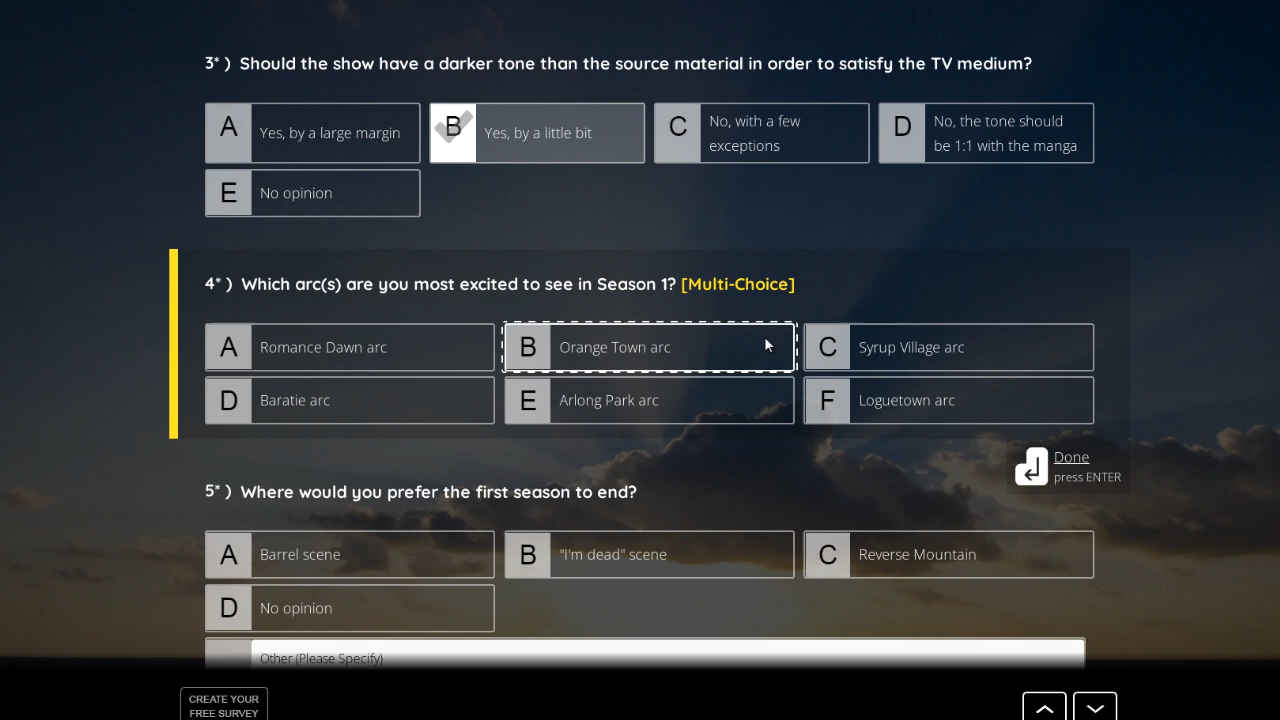 3* ) Should the show have a darker tone than the source material in order to satisfy the TV medium?
A Yes, by a large margin
B Yes, by a little bit
C No, with a few exceptions
D No, the tone should be 1:1 with the manga
E No opinion
4* ) Which arc(s) are you most excited to see in Season 1? [Multi-Choice]
A Romance Dawn arc
B Orange Town arc
C Syrup Village arc
D Baratie arc
E Arlong Park arc
F Loguetown arc
Done
press ENTER
5* ) Where would you prefer the first season to end?
A Barrel scene
B "I'm dead" scene
C Reverse Mountain
D No opinion
Other (Please Specify)
CREATE YOUR
FREE SURVEY